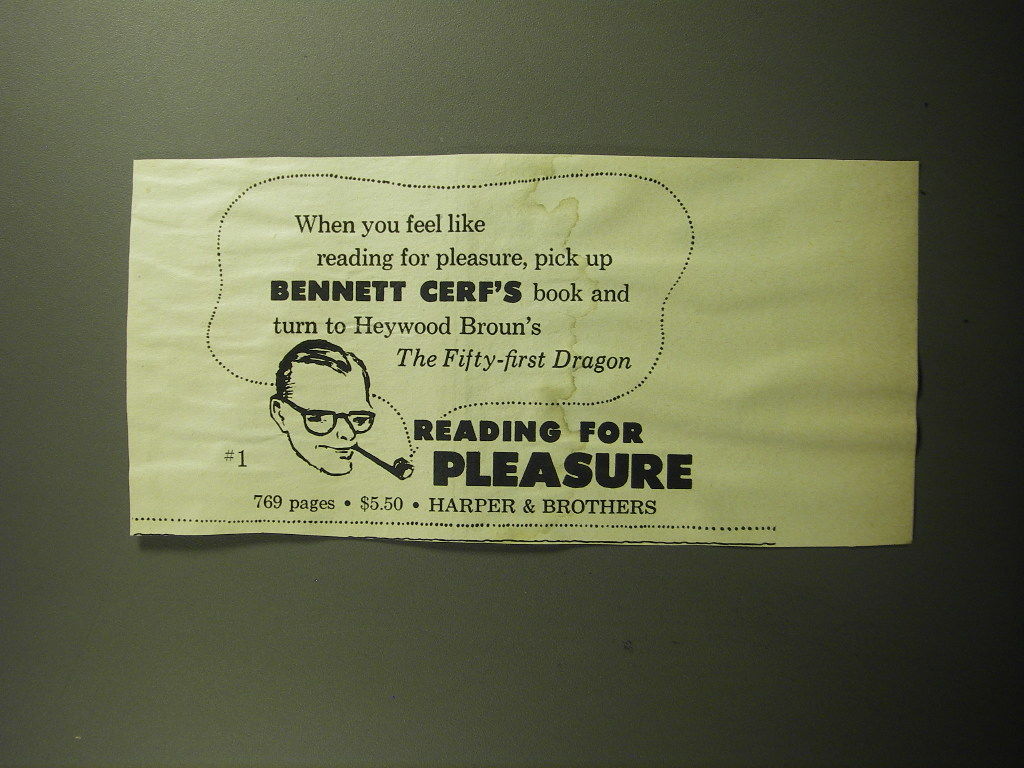 When you feel like
reading for pleasure, pick up
BENNETT CERF'S book and
turn to Heywood Broun's
The Fifty-first Dragon
READING FOR
PLEASURE
#1
769 pages • $5.50 • HARPER & BROTHERS